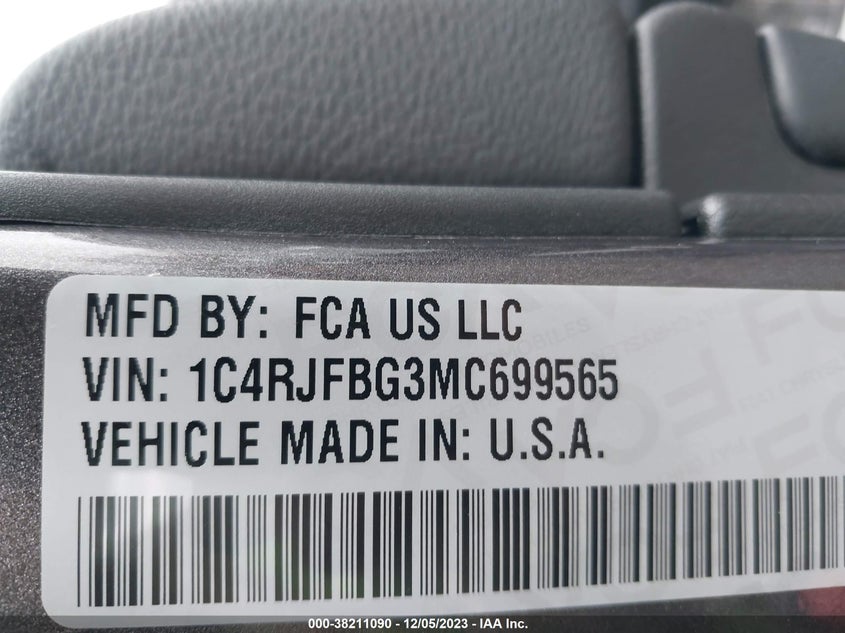 MFD BY: FCA US LLC
VIN: 1C4RJFBG3MC699565
VEHICLE MADE IN: U.S.A.
000-38211090 - 12/05/2023 - IAA Inc.